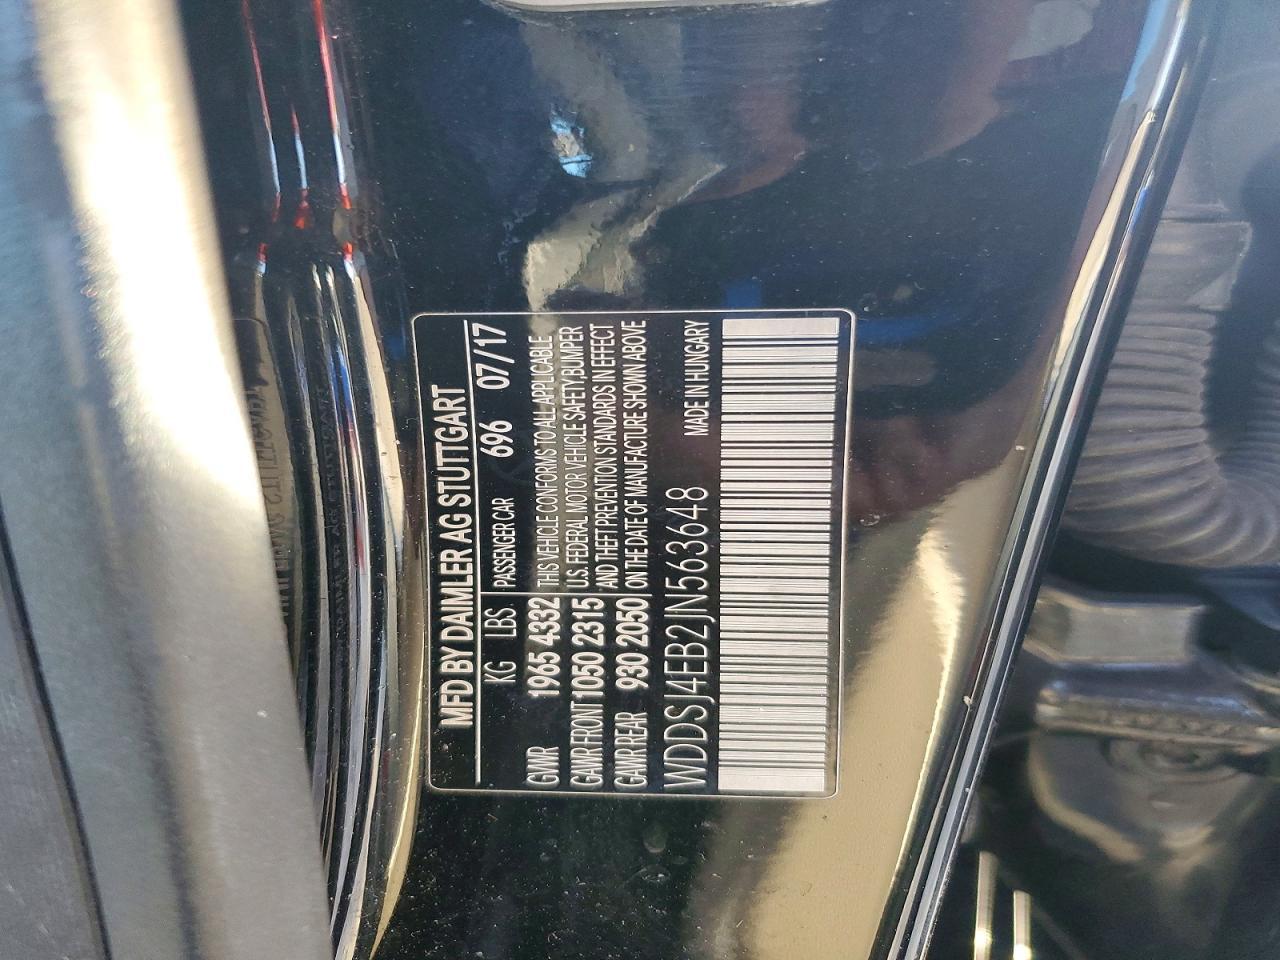 MFD BY DAIMLER AG STUTTGART
KG LBS. PASSENGER CAR 696 07/17
GVWR 1965 4332 THIS VEHICLE CONFORMS TO ALL APPLICABLE
GAWR FRONT 1050 2315 U.S. FEDERAL MOTOR VEHICLE SAFETY, BUMPER
AND THEFT PREVENTION STANDARDS IN EFFECT
GAWR REAR 930 2050 ON THE DATE OF MANUFACTURE SHOWN ABOVE
WDDSJ4EB2JN563648 MADE IN HUNGARY